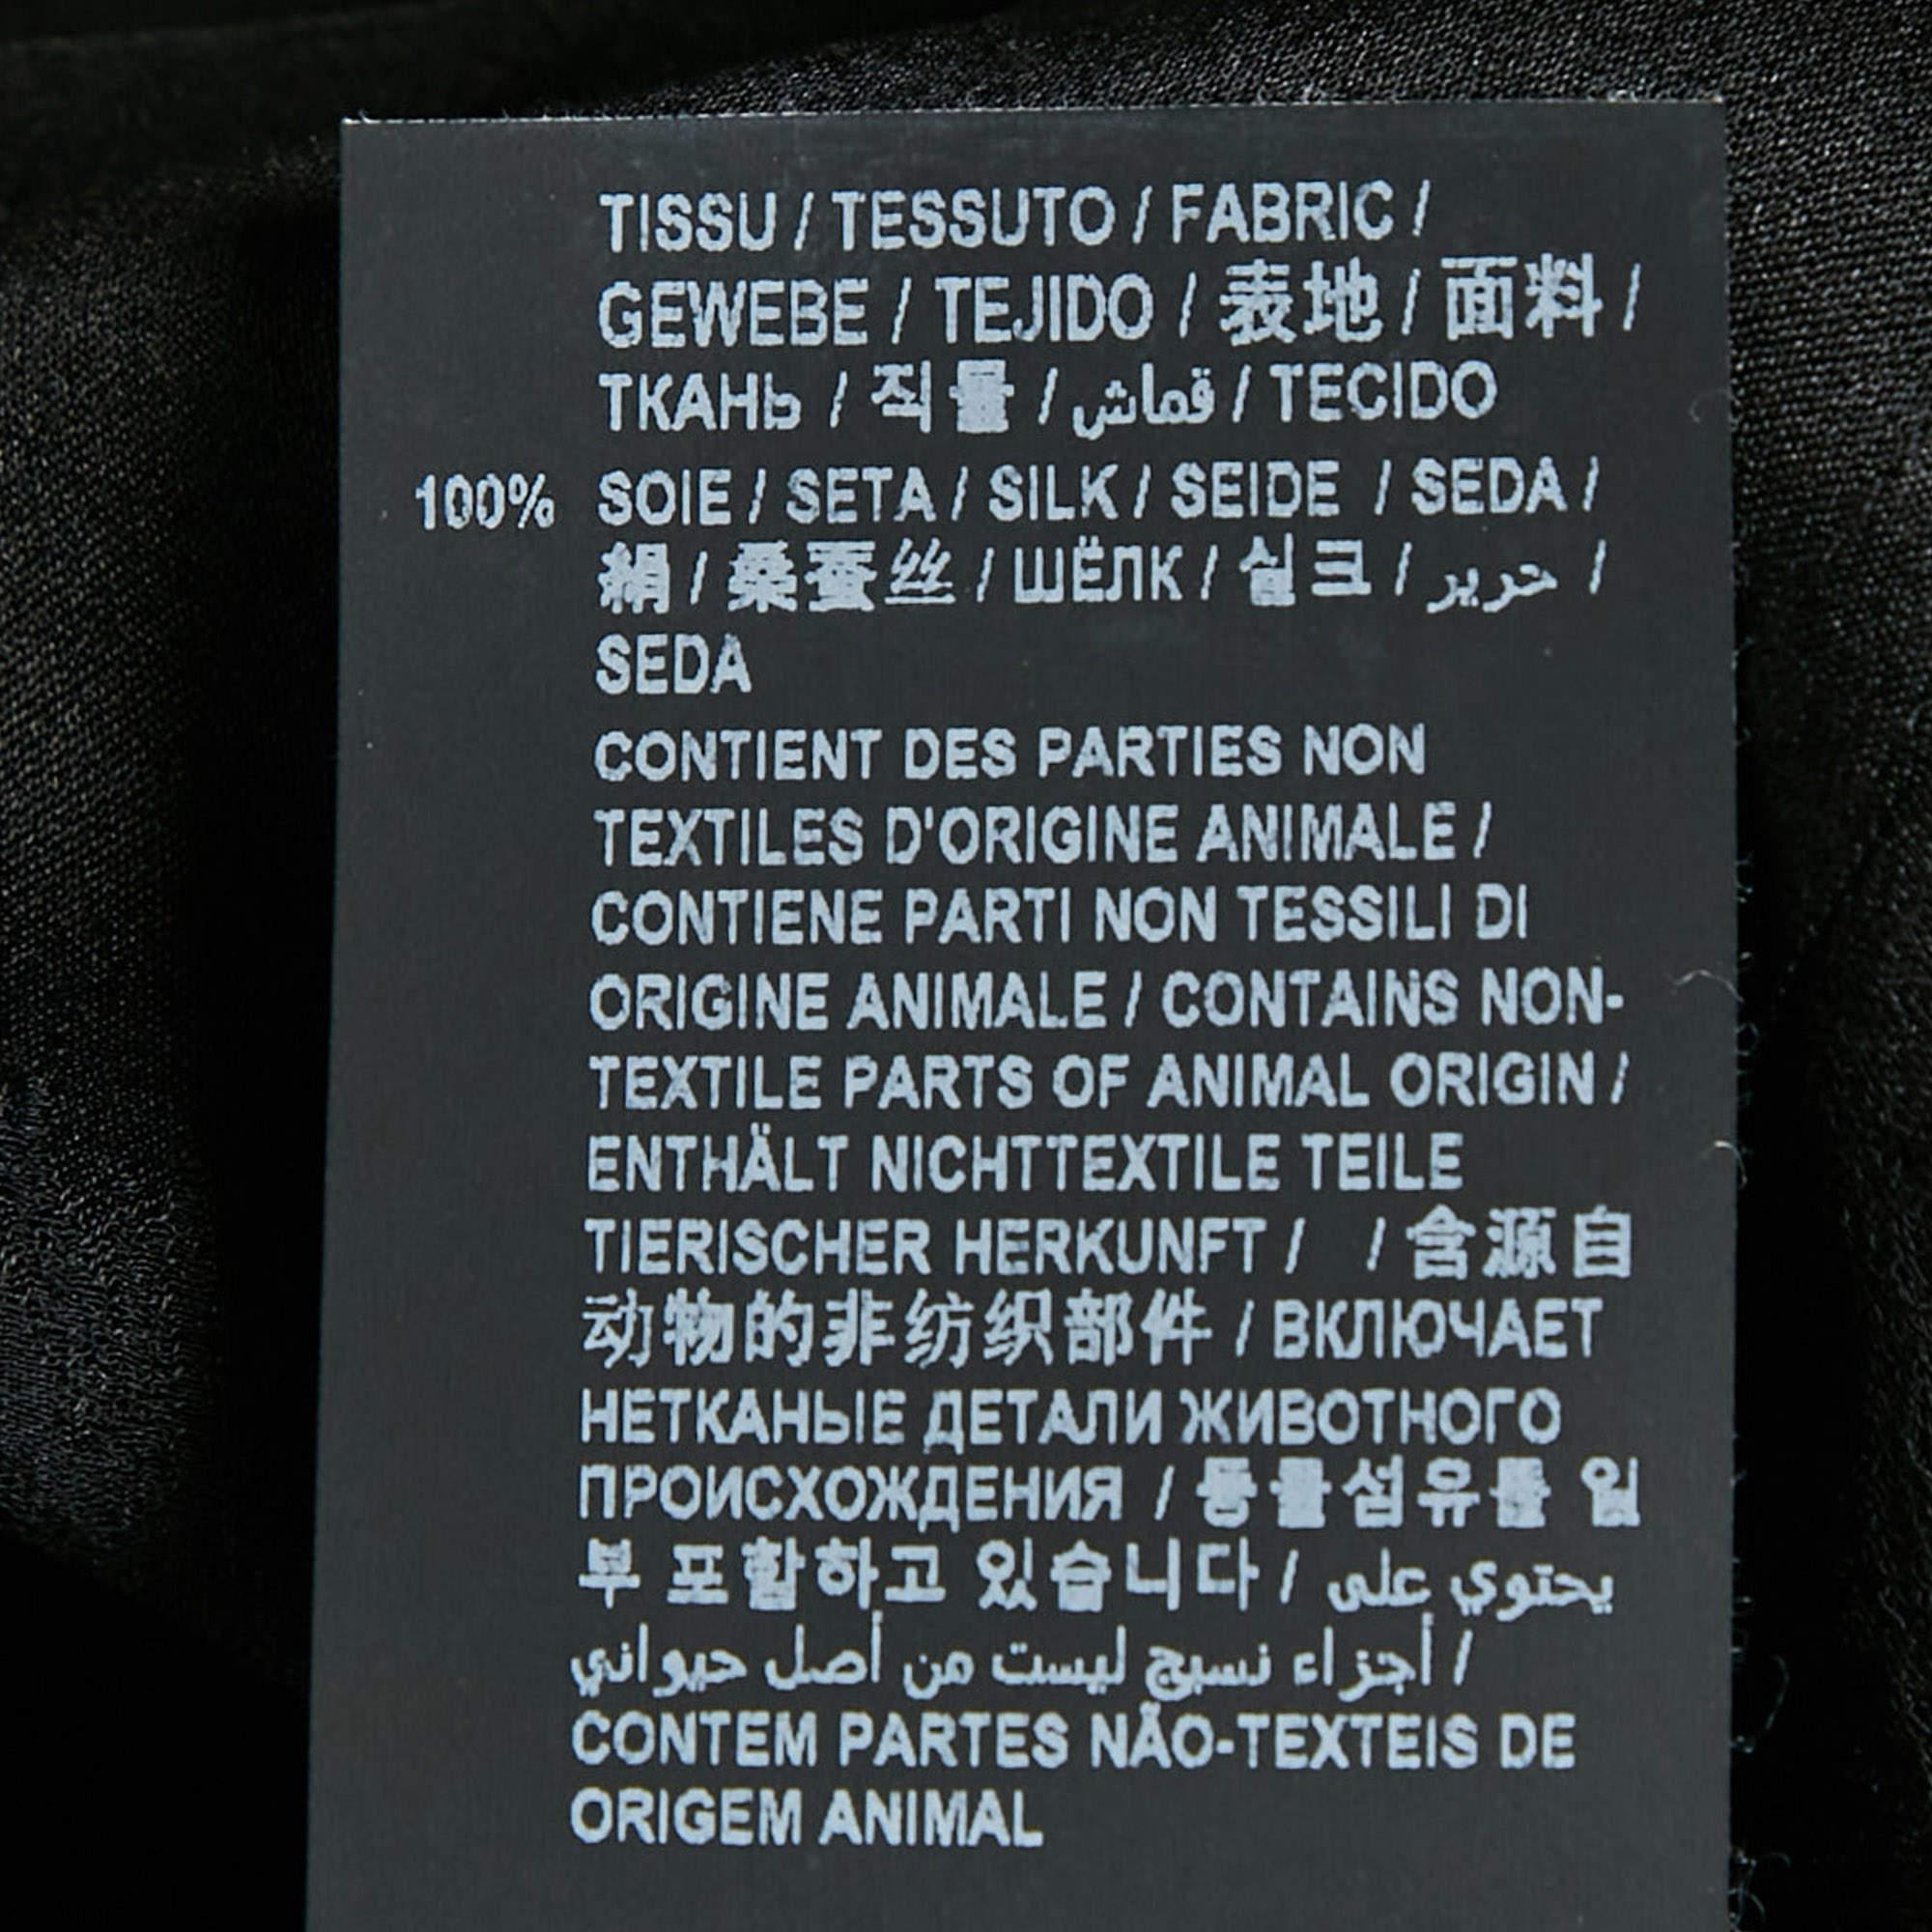 TISSU / TESSUTO / FABRIC /
GEWEBE / TEJIDO / 表地 / 面料 /
ТКАНЬ / 직물 / قماش / TECIDO
100% SOIE / SETA / SILK / SEIDE / SEDA /
絹 / 桑蚕丝 / ШЁЛК / 실크 / حرير /
SEDA
CONTIENT DES PARTIES NON
TEXTILES D'ORIGINE ANIMALE /
CONTIENE PARTI NON TESSILI DI
ORIGINE ANIMALE / CONTAINS NON-
TEXTILE PARTS OF ANIMAL ORIGIN /
ENTHÄLT NICHTTEXTILE TEILE
TIERISCHER HERKUNFT / / 含源自
动物的非纺织部件 / ВКЛЮЧАЕТ
НЕТКАНЫЕ ДЕТАЛИ ЖИВОТНОГО
ПРОИСХОЖДЕНИЯ / 동물섬유를 일
부 포함하고 있습니다 / يحتوي على
أجزاء نسيج ليست من أصل حيواني /
CONTEM PARTES NÃO-TEXTEIS DE
ORIGEM ANIMAL